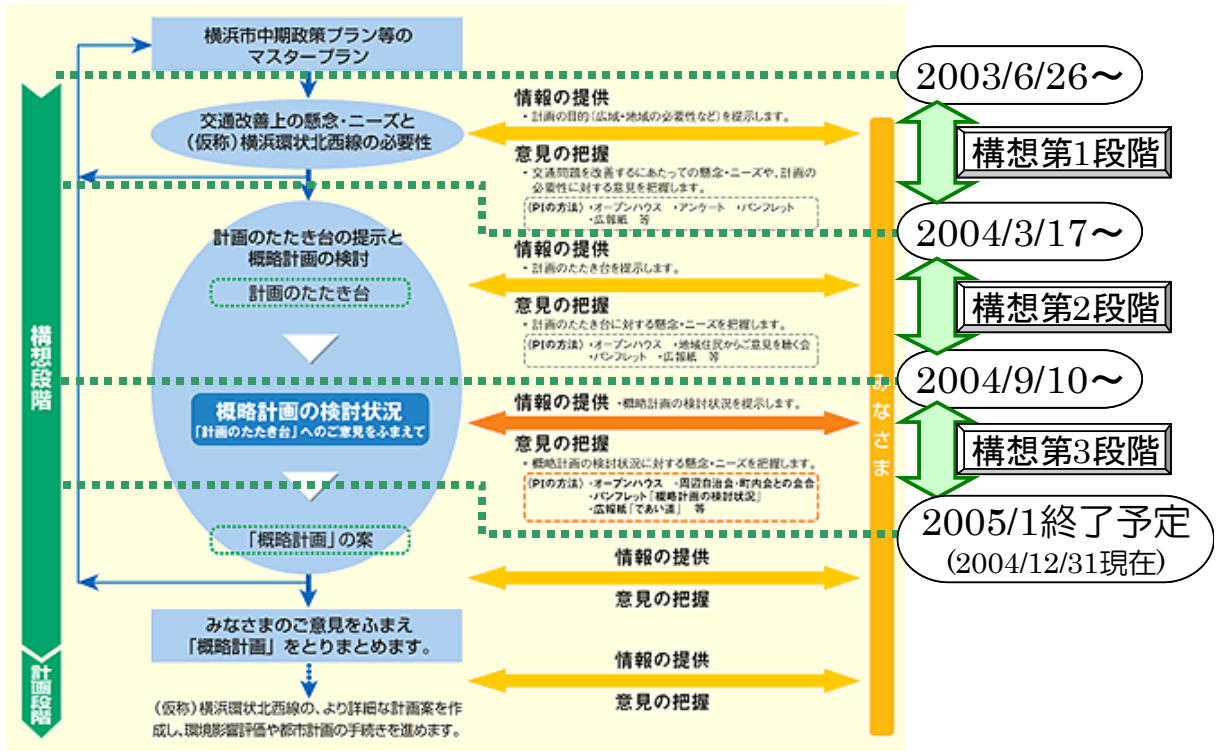 横浜市中期政策プラン等の
マスタープラン
交通改善上の懸念・ニーズと
(仮称)横浜環状北西線の必要性
計画のたたき台の提示と
概略計画の検討
計画のたたき台
概略計画の検討状況
「計画のたたき台」へのご意見をふまえて
「概略計画」の案
みなさまのご意見をふまえ
「概略計画」をとりまとめます。
(仮称)横浜環状北西線の、より詳細な計画案を作
成し、環境影響評価や都市計画の手続きを進めます。
構想段階
計画段階
情報の提供
・計画の目的(広域・地域の必要性など)を提示します。
意見の把握
・交通問題を改善するにあたっての懸念・ニーズや、計画の
必要性に対する意見を把握します。
(PIの方法)・オープンハウス ・アンケート ・パンフレット
・広報紙 等
情報の提供
・計画のたたき台を提示します。
意見の把握
・計画のたたき台に対する懸念・ニーズを把握します。
(PIの方法)・オープンハウス ・地域住民からご意見を聴く会
・パンフレット ・広報紙 等
情報の提供 ・概略計画の検討状況を提示します。
意見の把握
・概略計画の検討状況に対する懸念・ニーズを把握します。
(PIの方法)・オープンハウス ・周辺自治会・町内会との会合
・パンフレット「概略計画の検討状況」
・広報紙「であい道」 等
情報の提供
意見の把握
情報の提供
意見の把握
みなさま
2003/6/26～
構想第1段階
2004/3/17～
構想第2段階
2004/9/10～
構想第3段階
2005/1終了予定
(2004/12/31現在)